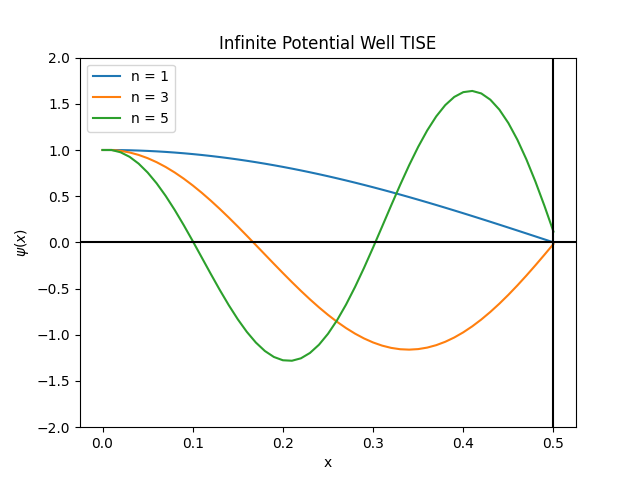 Infinite Potential Well TISE
n = 1
n = 3
n = 5
2.0
1.5
1.0
0.5
0.0
−0.5
−1.0
−1.5
−2.0
ψ(x)
0.0 0.1 0.2 0.3 0.4 0.5
x